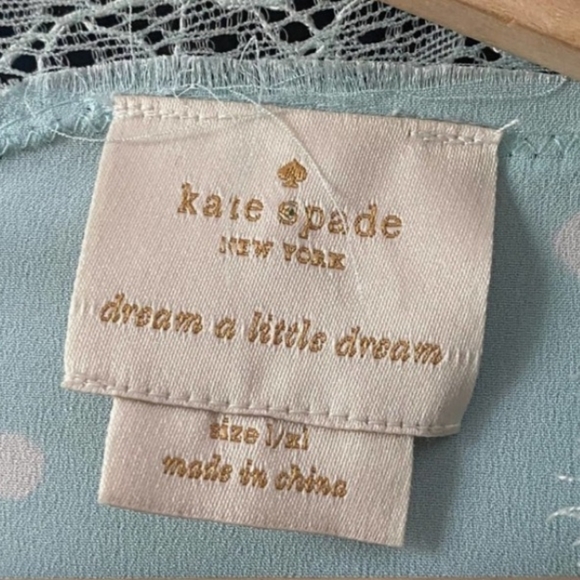 kate spade
NEW YORK
dream a little dream
size l/xl
made in china